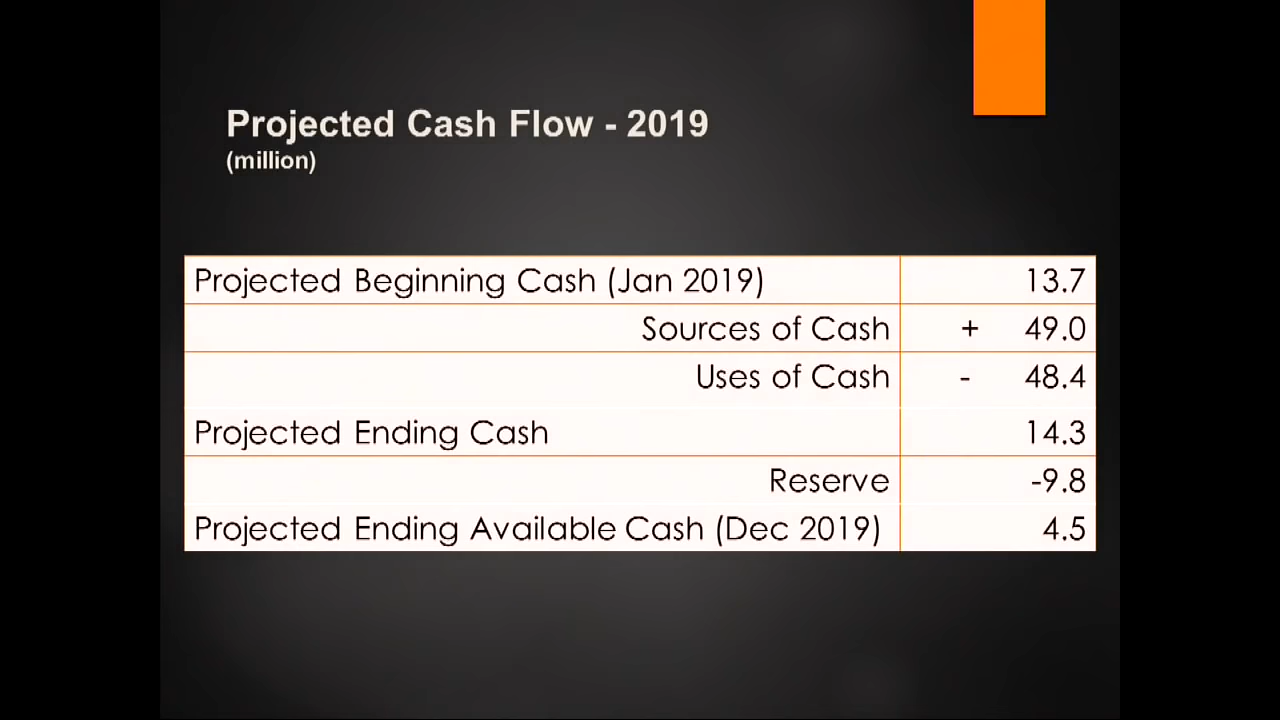 Projected Cash Flow - 2019
(million)
Projected Beginning Cash (Jan 2019) 13.7
Sources of Cash + 49.0
Uses of Cash - 48.4
Projected Ending Cash 14.3
Reserve -9.8
Projected Ending Available Cash (Dec 2019) 4.5